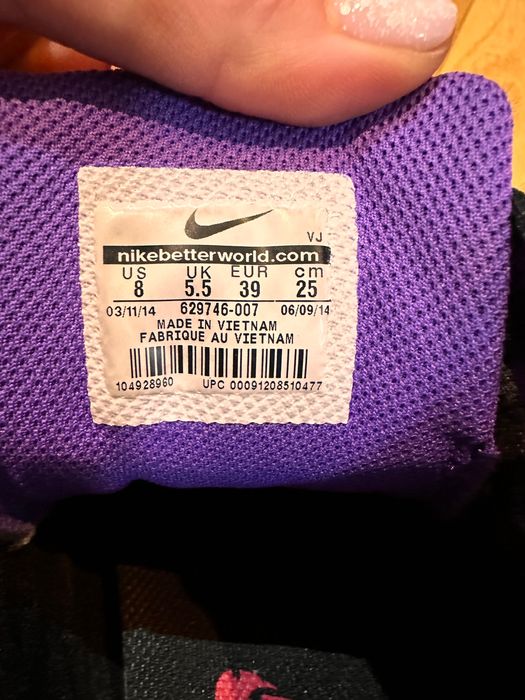 VJ
nikebetterworld.com
US UK EUR cm
8 5.5 39 25
03/11/14 629746-007 06/09/14
MADE IN VIETNAM
FABRIQUE AU VIETNAM
104928960 UPC 00091208510477